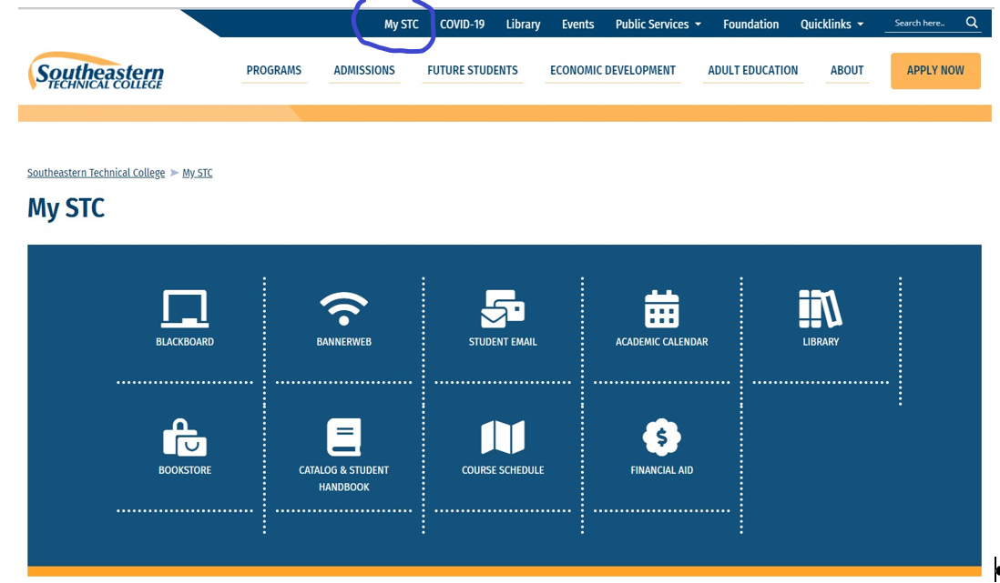 My STC COVID-19 Library Events Public Services Foundation Quicklinks Search here..
Southeastern
TECHNICAL COLLEGE
PROGRAMS ADMISSIONS FUTURE STUDENTS ECONOMIC DEVELOPMENT ADULT EDUCATION ABOUT APPLY NOW
Southeastern Technical College My STC
My STC
BLACKBOARD BANNERWEB STUDENT EMAIL ACADEMIC CALENDAR LIBRARY
BOOKSTORE CATALOG & STUDENT COURSE SCHEDULE FINANCIAL AID
HANDBOOK